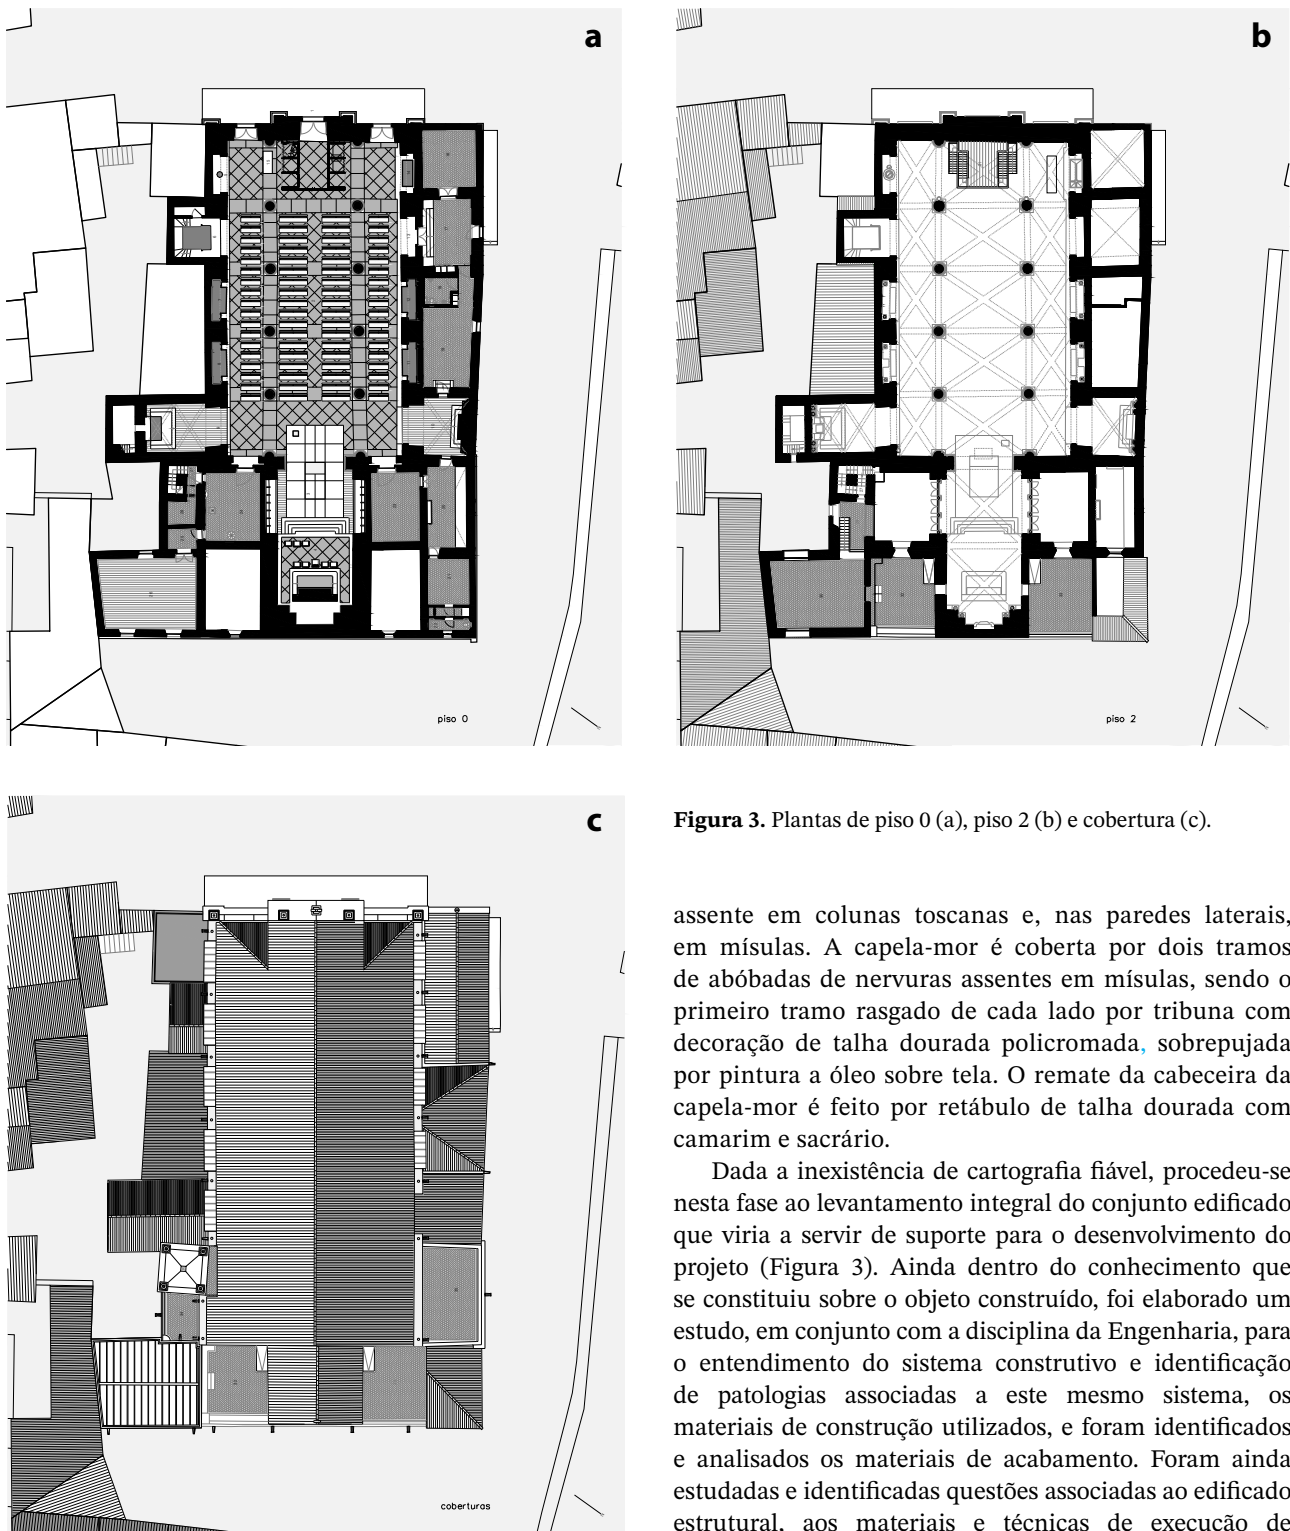 a
piso 0
b
piso 2
c
coberturas
Figura 3. Plantas de piso 0 (a), piso 2 (b) e cobertura (c).
assente em colunas toscanas e, nas paredes laterais,
em mísulas. A capela-mor é coberta por dois tramos
de abóbadas de nervuras assentes em mísulas, sendo o
primeiro tramo rasgado de cada lado por tribuna com
decoração de talha dourada policromada, sobrepujada
por pintura a óleo sobre tela. O remate da cabeceira da
capela-mor é feito por retábulo de talha dourada com
camarim e sacrário.
Dada a inexistência de cartografia fiável, procedeu-se
nesta fase ao levantamento integral do conjunto edificado
que viria a servir de suporte para o desenvolvimento do
projeto (Figura 3). Ainda dentro do conhecimento que
se constituiu sobre o objeto construído, foi elaborado um
estudo, em conjunto com a disciplina da Engenharia, para
o entendimento do sistema construtivo e identificação
de patologias associadas a este mesmo sistema, os
materiais de construção utilizados, e foram identificados
e analisados os materiais de acabamento. Foram ainda
estudadas e identificadas questões associadas ao edificado
estrutural, aos materiais e técnicas de execução de